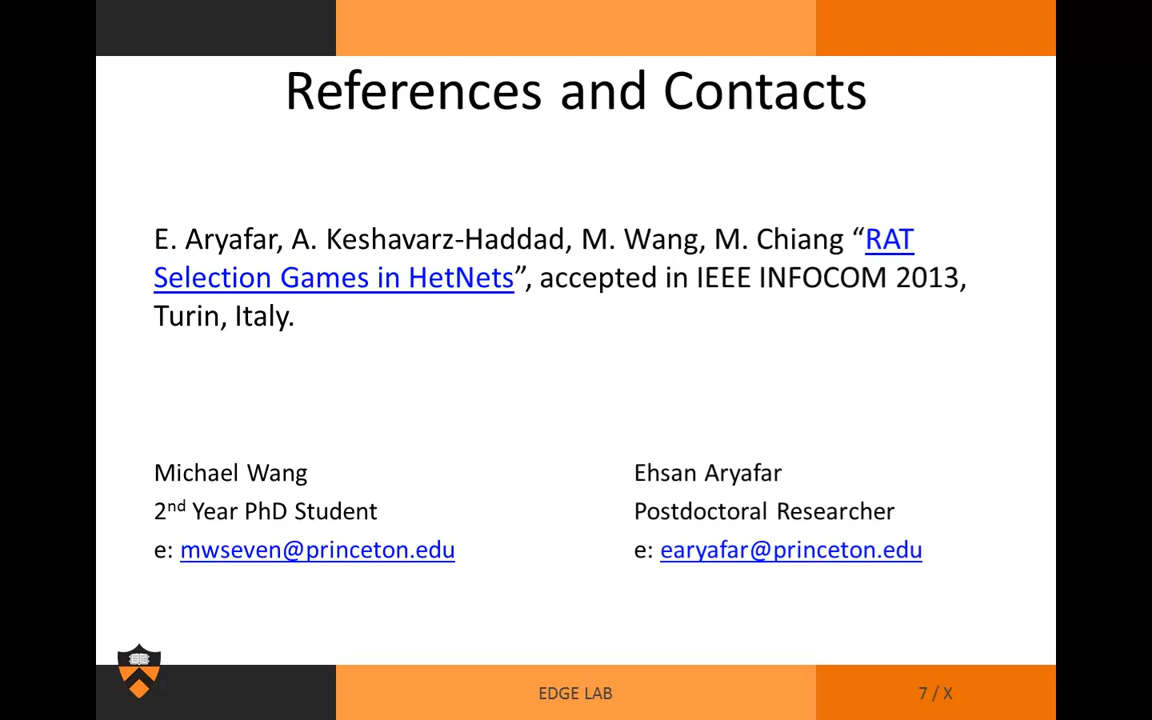 References and Contacts
E. Aryafar, A. Keshavarz-Haddad, M. Wang, M. Chiang “RAT
Selection Games in HetNets”, accepted in IEEE INFOCOM 2013,
Turin, Italy.
Michael Wang
2nd Year PhD Student
e: mwseven@princeton.edu
Ehsan Aryafar
Postdoctoral Researcher
e: earyafar@princeton.edu
EDGE LAB
7 / X